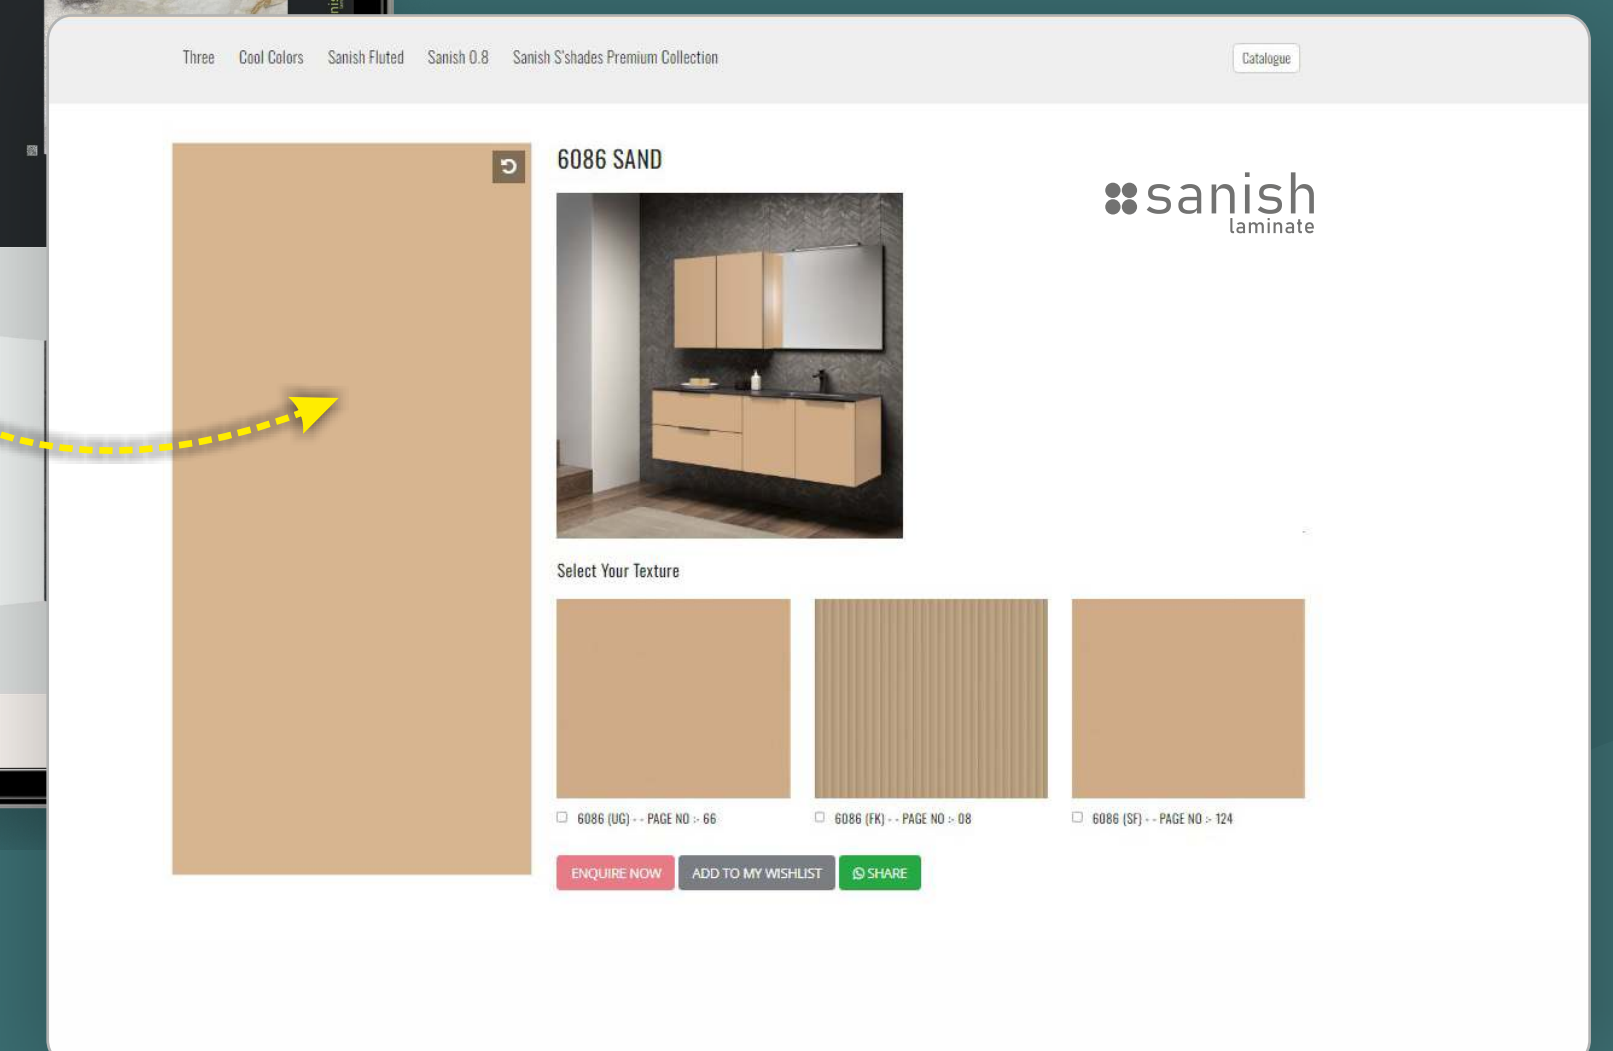 Three Cool Colors Sanish Fluted Sanish 0.8 Sanish S'shades Premium Collection
Catalogue
6086 SAND
sanish
laminate
Select Your Texture
6086 (UG) - - PAGE NO :- 66
6086 (FK) - - PAGE NO :- 08
6086 (SF) - - PAGE NO :- 124
ENQUIRE NOW
ADD TO MY WISHLIST
SHARE